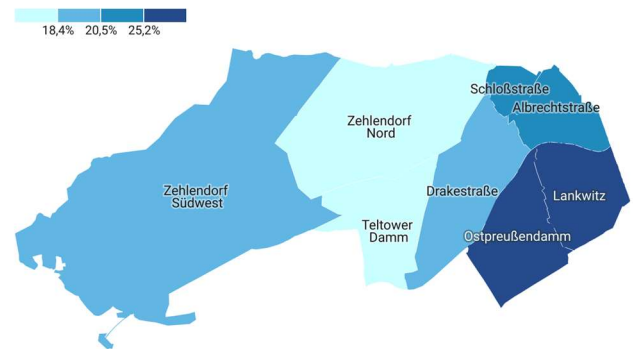 18,4% 20,5% 25,2%
Schloßstraße
Albrechtstraße
Zehlendorf
Nord
Zehlendorf
Südwest
Drakestraße
Lankwitz
Teltower
Damm
Ostpreußendamm